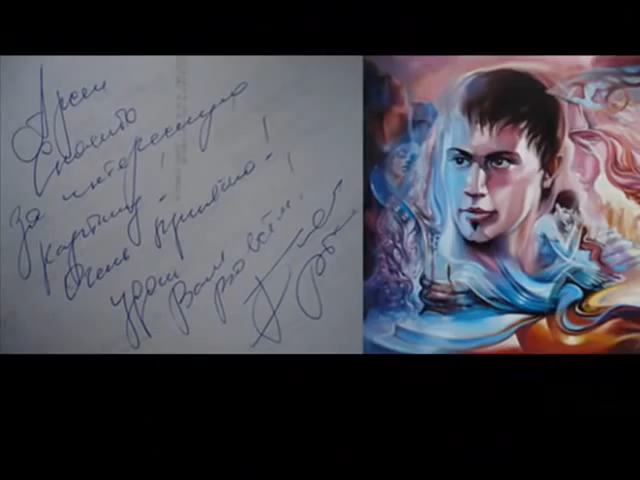 Арсен
Спасибо
за интересную
картину!
Очень приятно!
удачи
Вам
во всём!